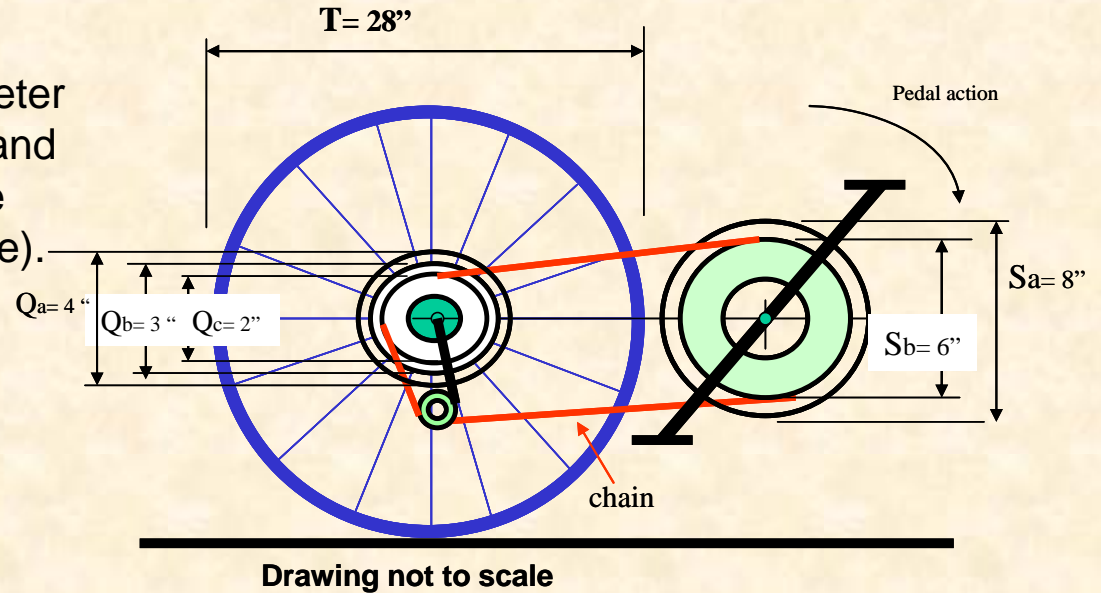 T= 28”
eter
and
e
e).
Pedal action
Qa= 4 “
Qb= 3 “ Qc= 2”
Sa= 8”
Sb= 6”
chain
Drawing not to scale